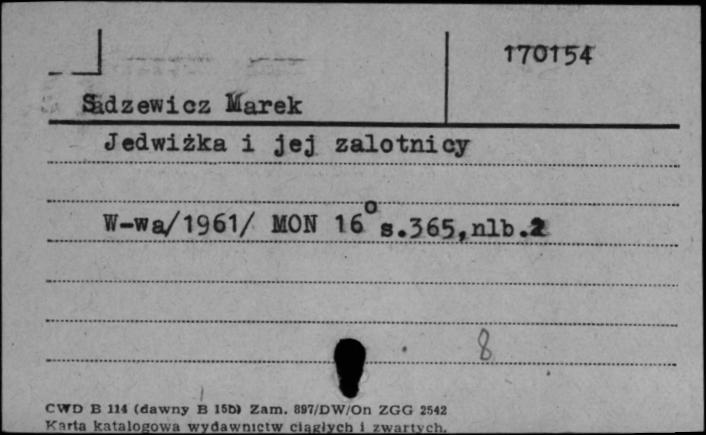 170154
Sadzewicz Marek
Jedwiżka i jej zalotnicy
W-wa/1961/ MON 16° s.365,nlb.2
8
CWD B 114 (dawny B 15b) Zam. 897/DW/On ZGG 2542
Karta katalogowa wydawnictw ciągłych i zwartych.